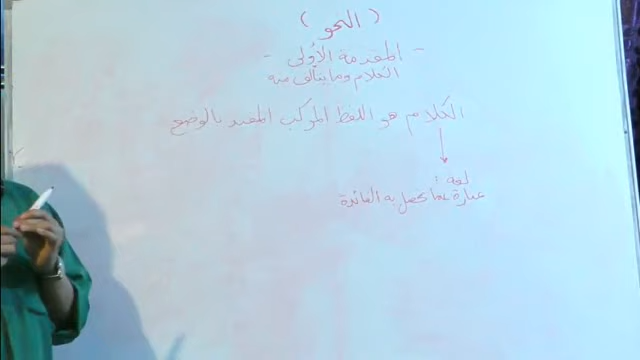 ( النحو )
- المقدمة الأولى -
الكلام وما يتألف منه
الكلام هو اللفظ المركب المفيد بالوضع
لغة :
عبارة عما تحصل به الفائدة